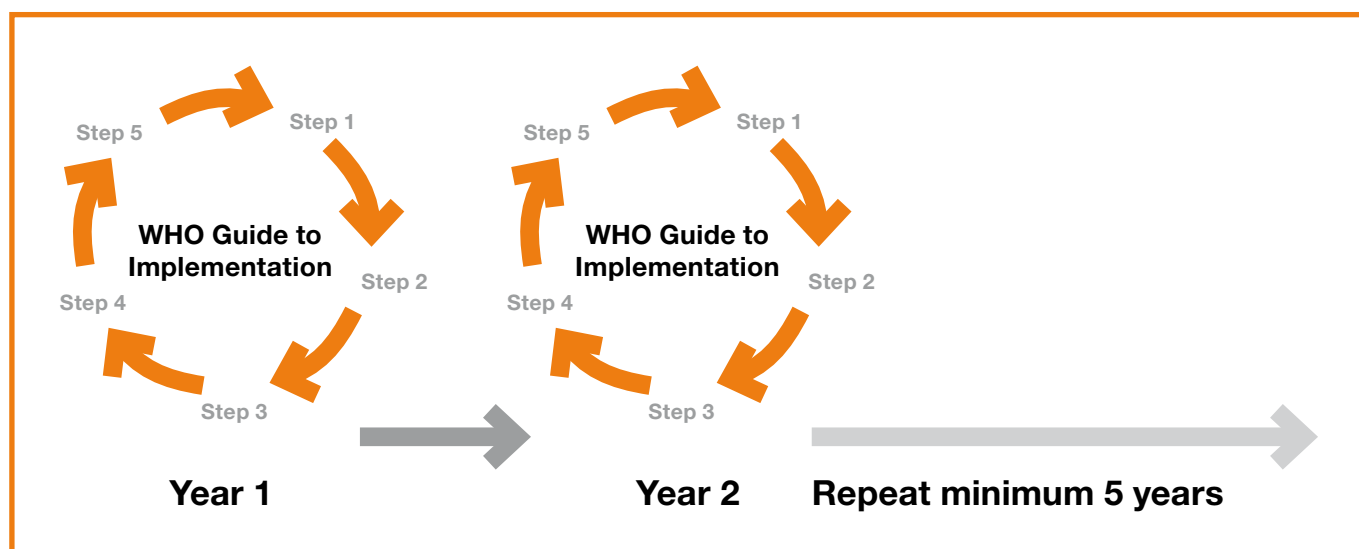 Step 1
Step 2
Step 3
Step 4
Step 5
WHO Guide to
Implementation
Year 1
Step 1
Step 2
Step 3
Step 4
Step 5
WHO Guide to
Implementation
Year 2
Repeat minimum 5 years